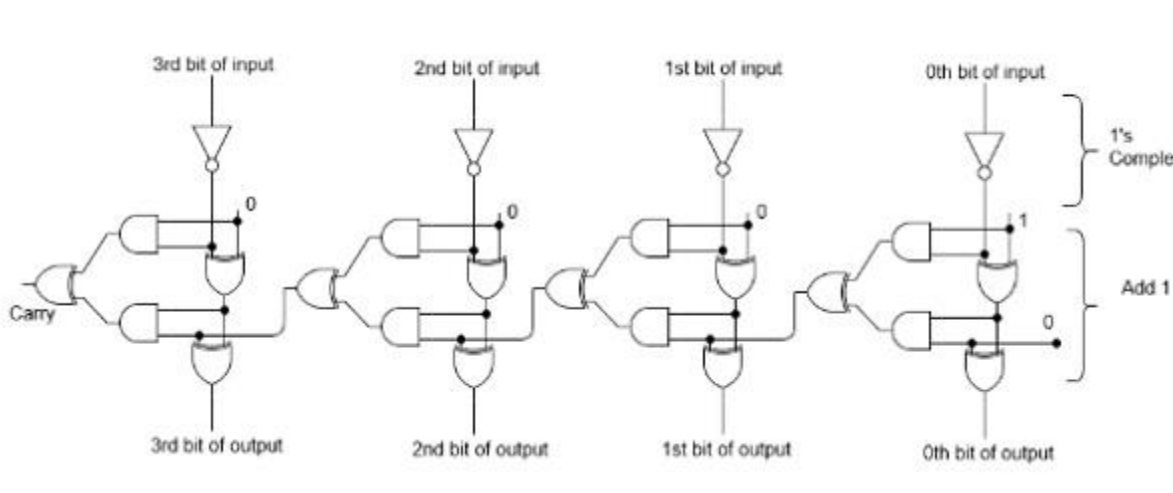 3rd bit of input
2nd bit of input
1st bit of input
0th bit of input
1's
Comple
0
0
0
1
Add 1
Carry
0
3rd bit of output
2nd bit of output
1st bit of output
0th bit of output